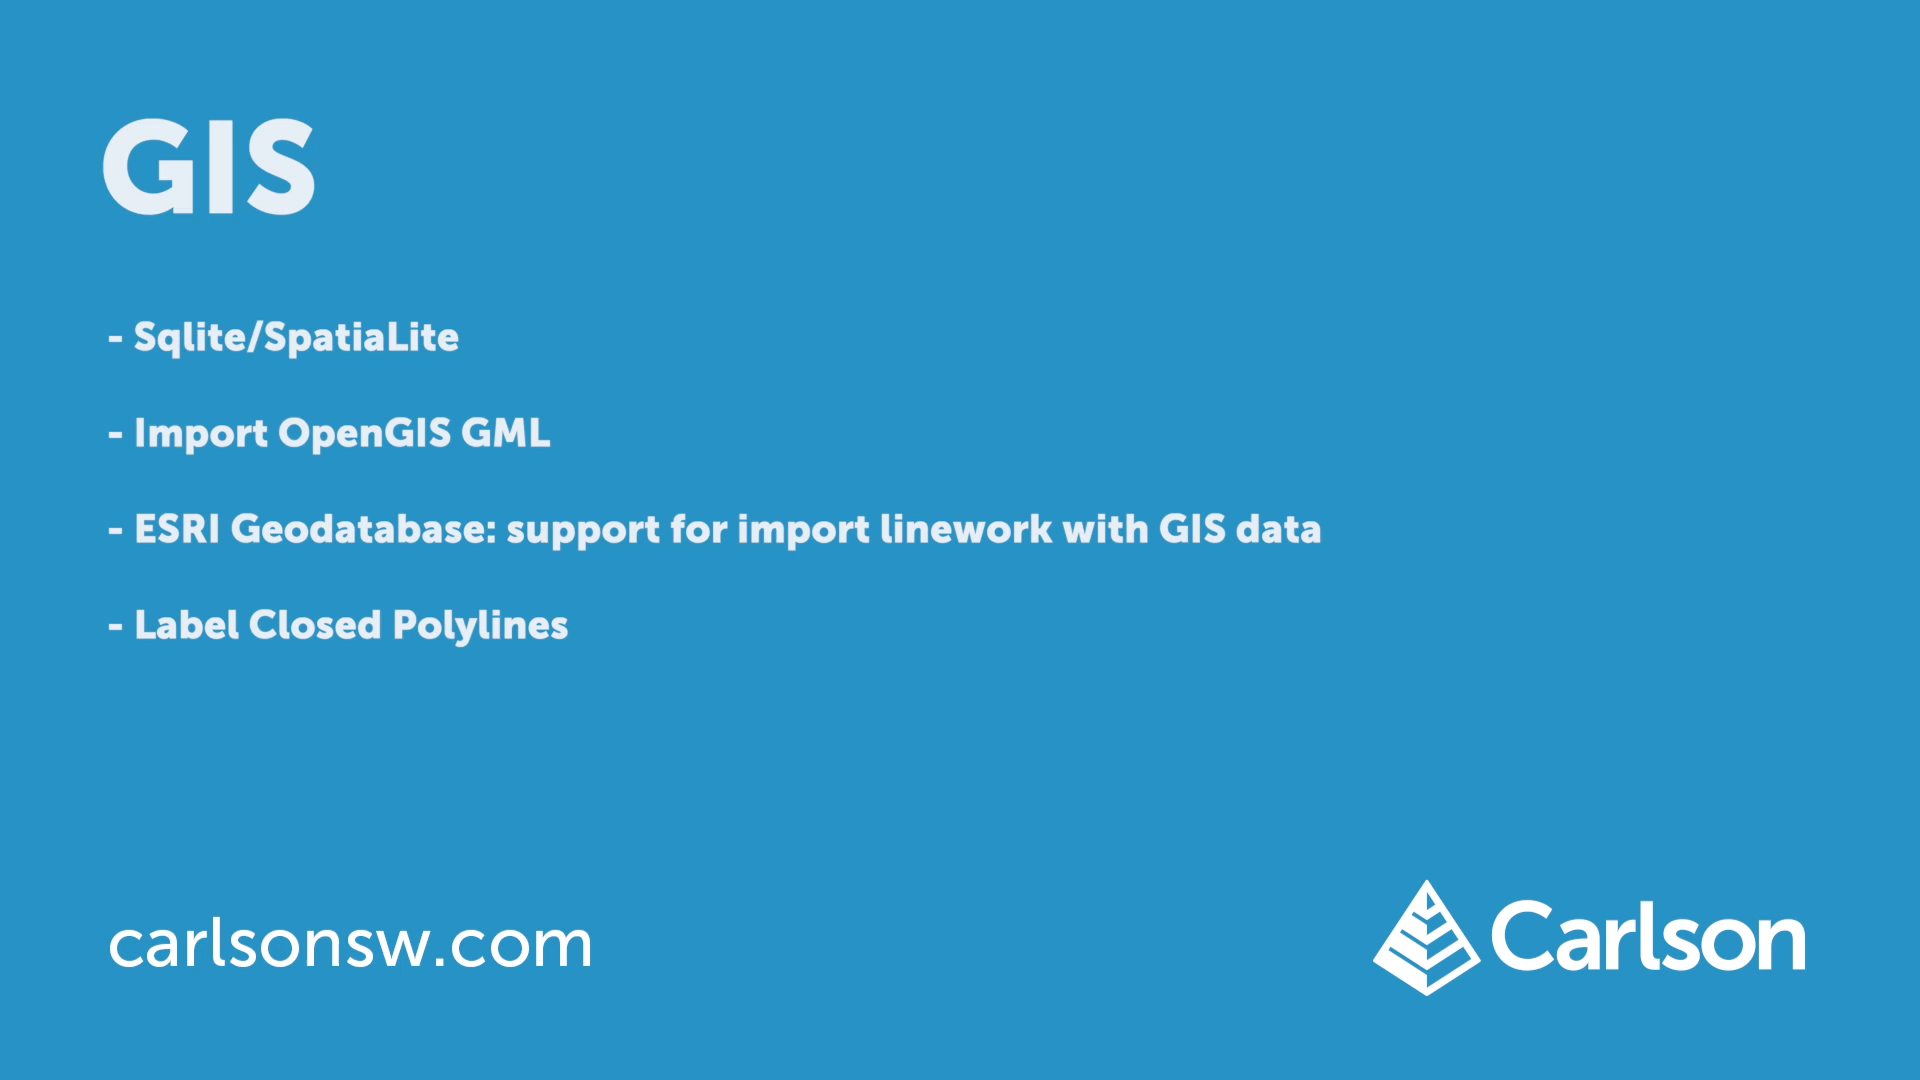 GIS
- Sqlite/SpatiaLite
- Import OpenGIS GML
- ESRI Geodatabase: support for import linework with GIS data
- Label Closed Polylines
carlsonsw.com
Carlson